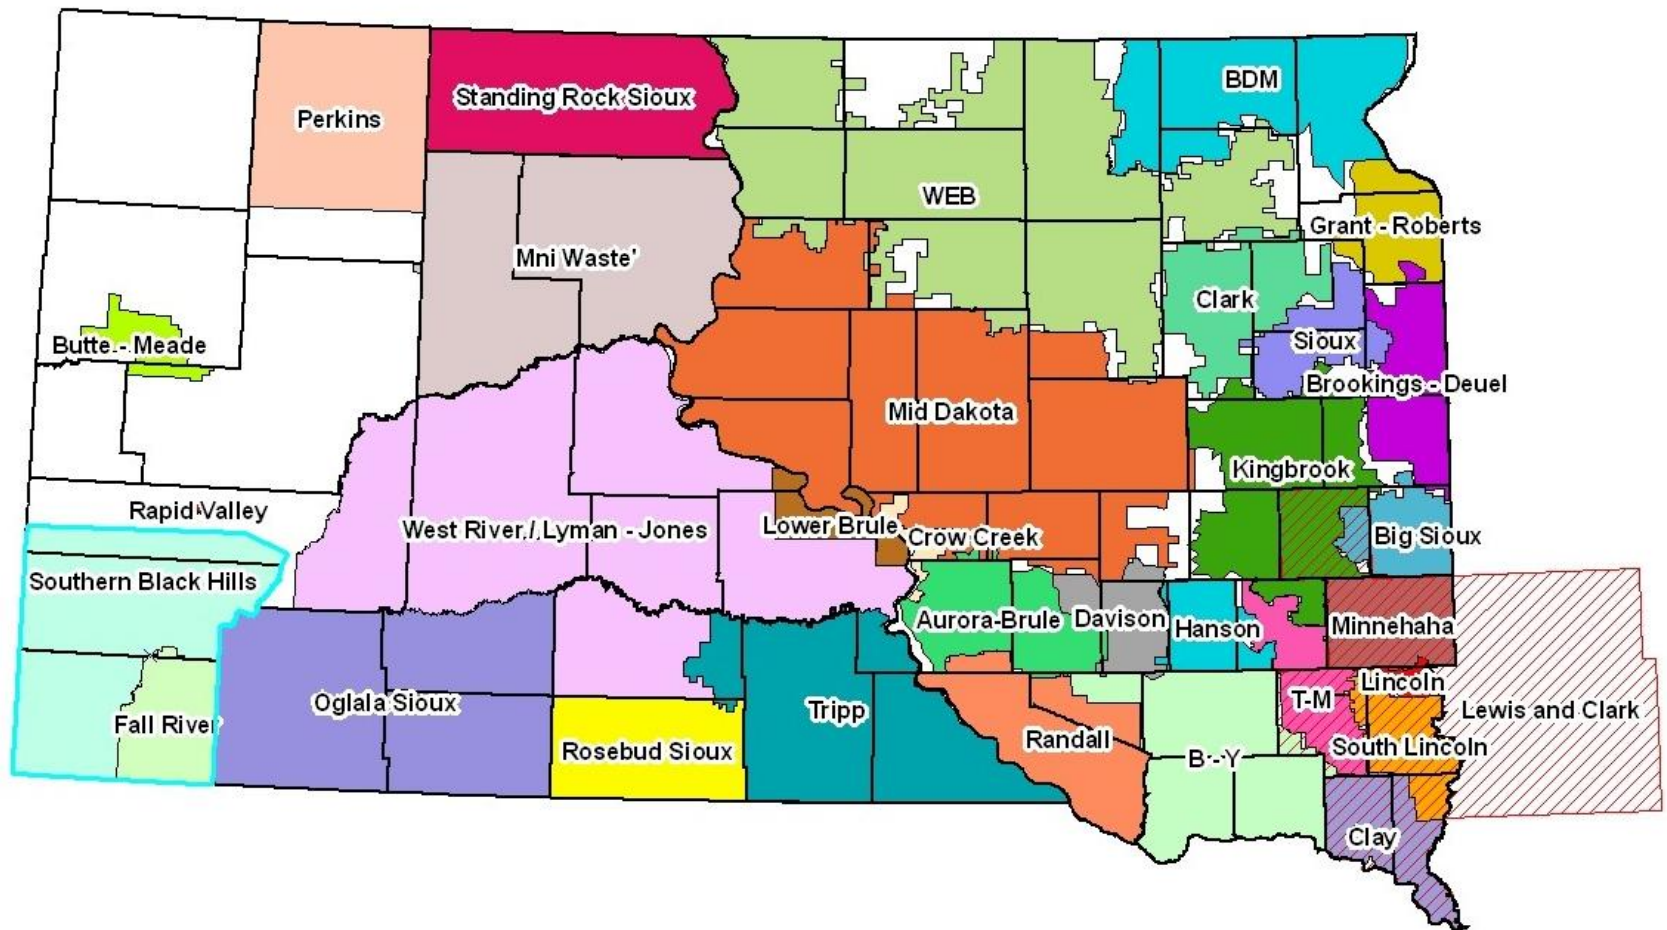 BDM
Standing Rock Sioux
Perkins
WEB
Grant - Roberts
Mni Waste'
Clark
Sioux
Butte - Meade
Brookings - Deuel
Mid Dakota
Kingbrook
Rapid Valley
Lower Brule
West River / Lyman - Jones
Crow Creek
Big Sioux
Southern Black Hills
Aurora-Brule
Davison
Hanson
Minnehaha
Lincoln
T-M
Oglala Sioux
Tripp
Lewis and Clark
Fall River
Randall
South Lincoln
Rosebud Sioux
B - Y
Clay